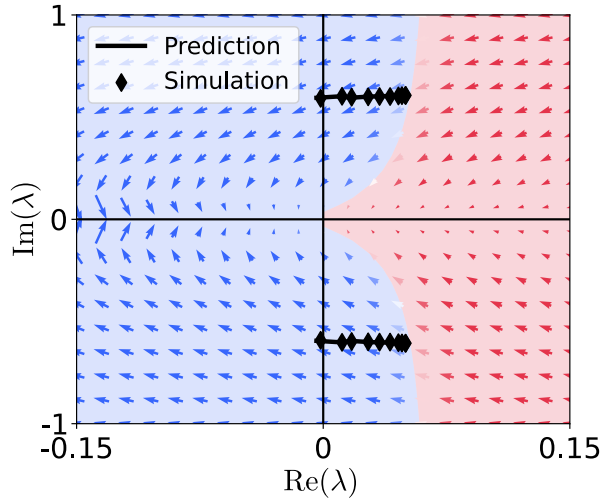 1
Prediction
Simulation
Im(λ)
0
-1
-0.15
0
0.15
Re(λ)